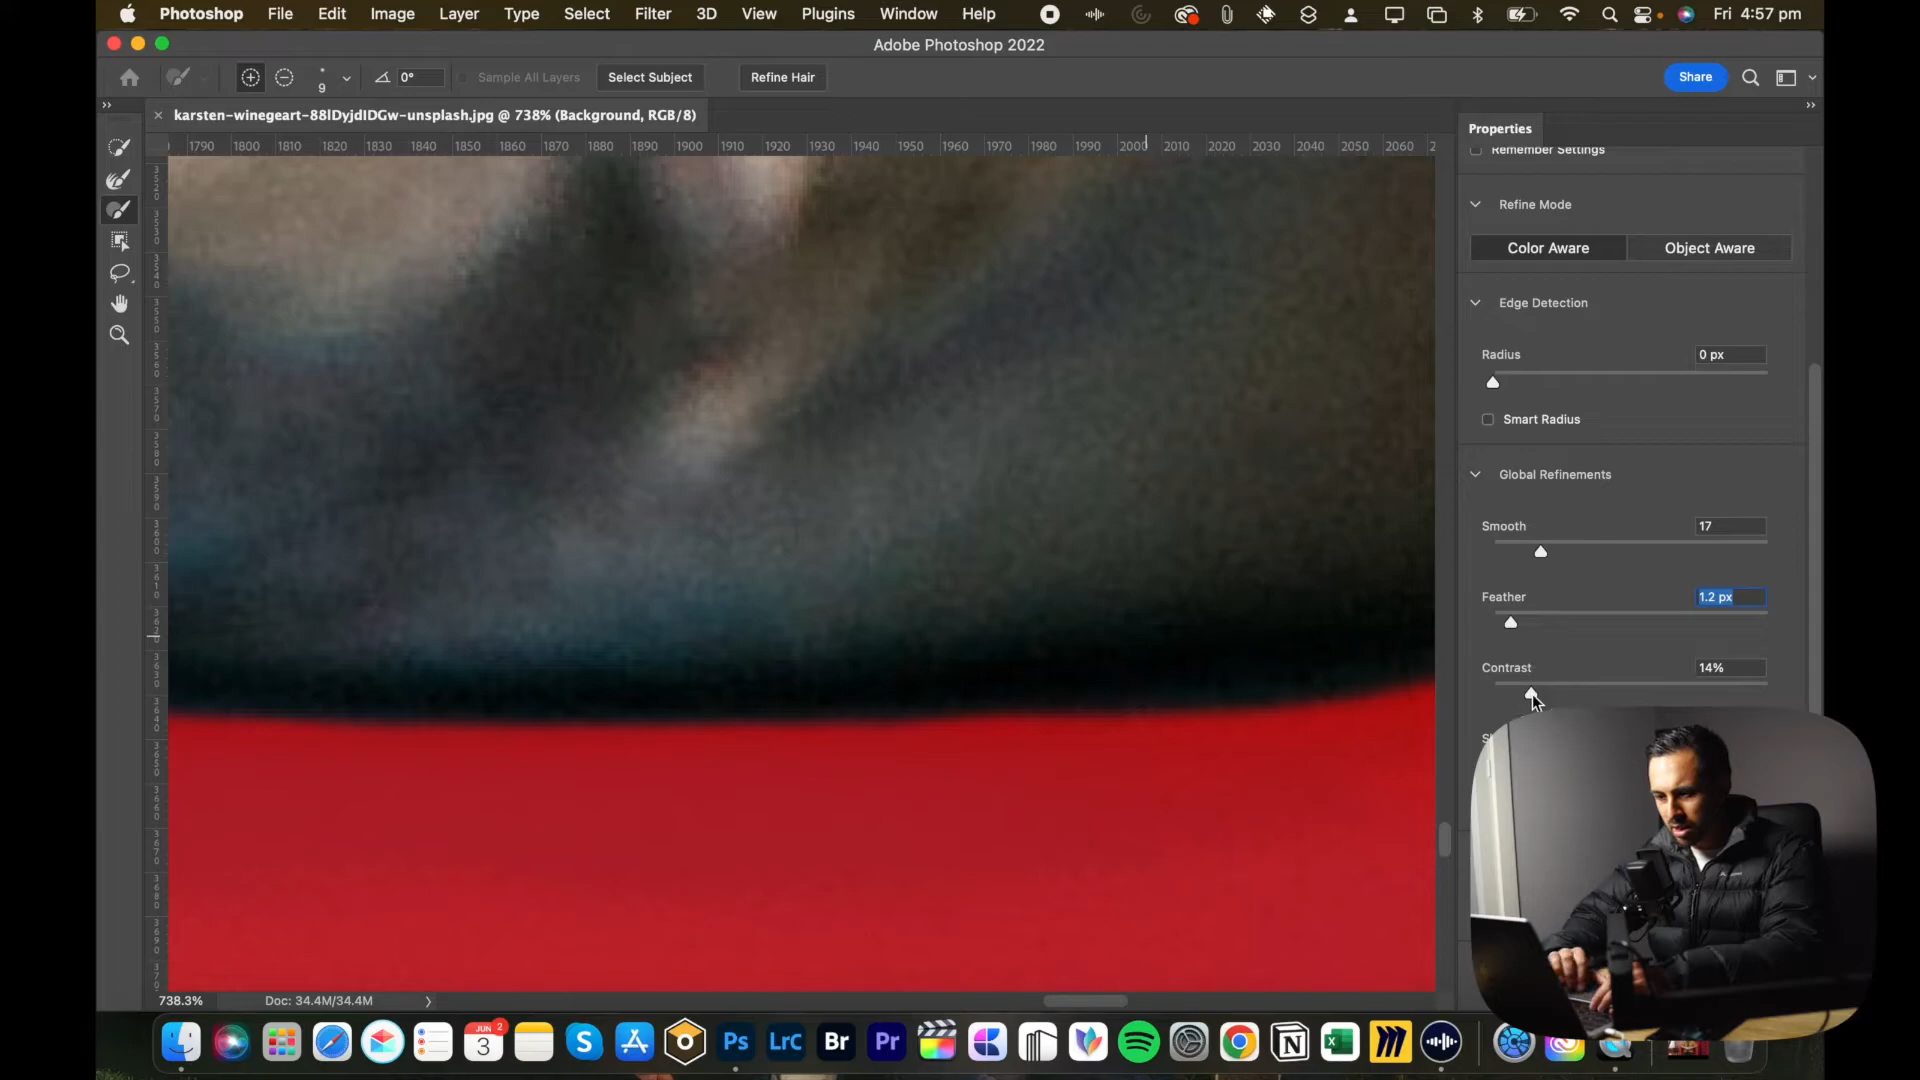 Photoshop File Edit Image Layer Type Select Filter 3D View Plugins Window Help Fri 4:57 pm
Adobe Photoshop 2022
9 0° Sample All Layers Select Subject Refine Hair Share
karsten-winegeart-88IDyjdIDGw-unsplash.jpg @ 738% (Background, RGB/8)
Properties
1790 1800 1810 1820 1830 1840 1850 1860 1870 1880 1890 1900 1910 1920 1930 1940 1950 1960 1970 1980 1990 2000 2010 2020 2030 2040 2050 2060 2
Remember Settings
Refine Mode
Color Aware Object Aware
Edge Detection
Radius 0 px
Smart Radius
Global Refinements
Smooth 17
Feather 1.2 px
Contrast 14%
738.3% Doc: 34.4M/34.4M
JUN 2
3
S Ps LrC Br Pr N X